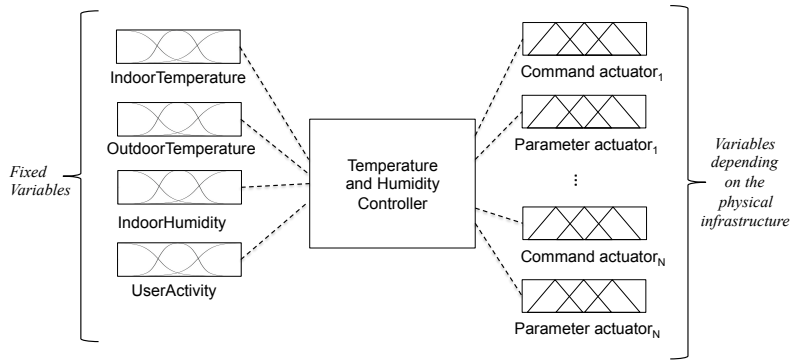 Fixed
Variables
IndoorTemperature
OutdoorTemperature
IndoorHumidity
UserActivity
Temperature
and Humidity
Controller
Command actuator1
Parameter actuator1
...
Command actuatorN
Parameter actuatorN
Variables
depending
on the
physical
infrastructure